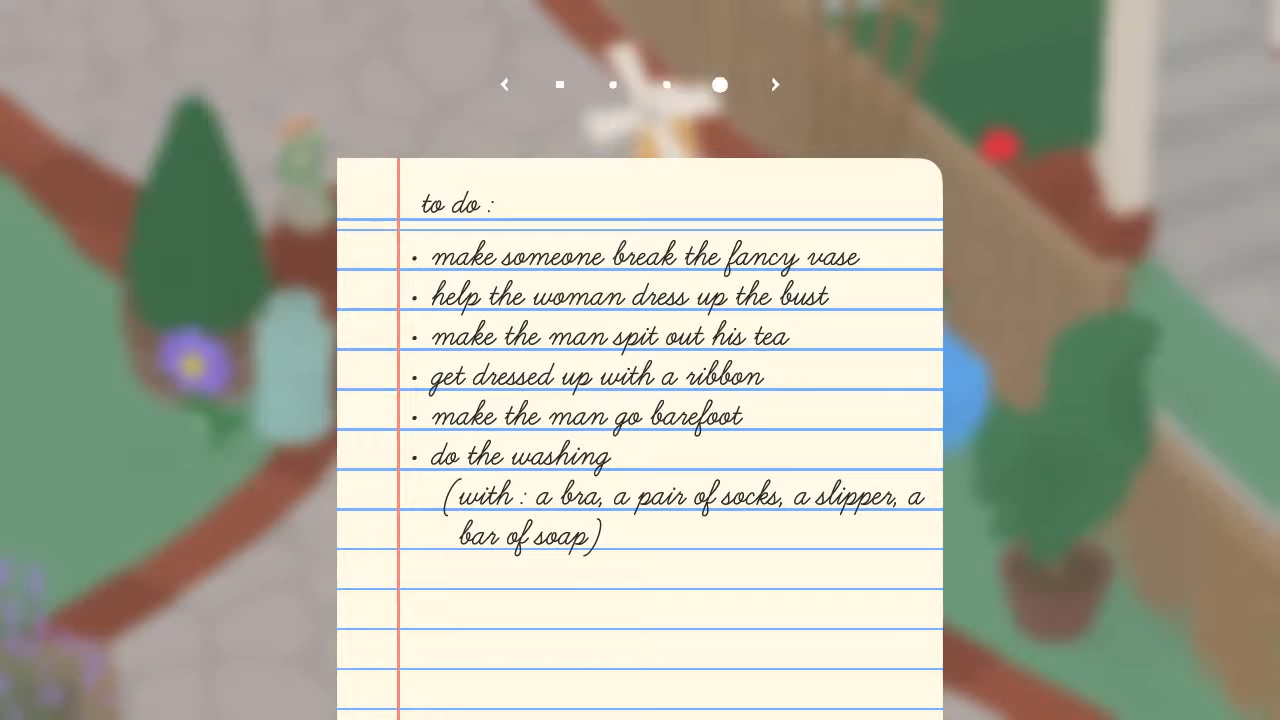 to do :
• make someone break the fancy vase
• help the woman dress up the bust
• make the man spit out his tea
• get dressed up with a ribbon
• make the man go barefoot
• do the washing
(with : a bra, a pair of socks, a slipper, a
bar of soap)